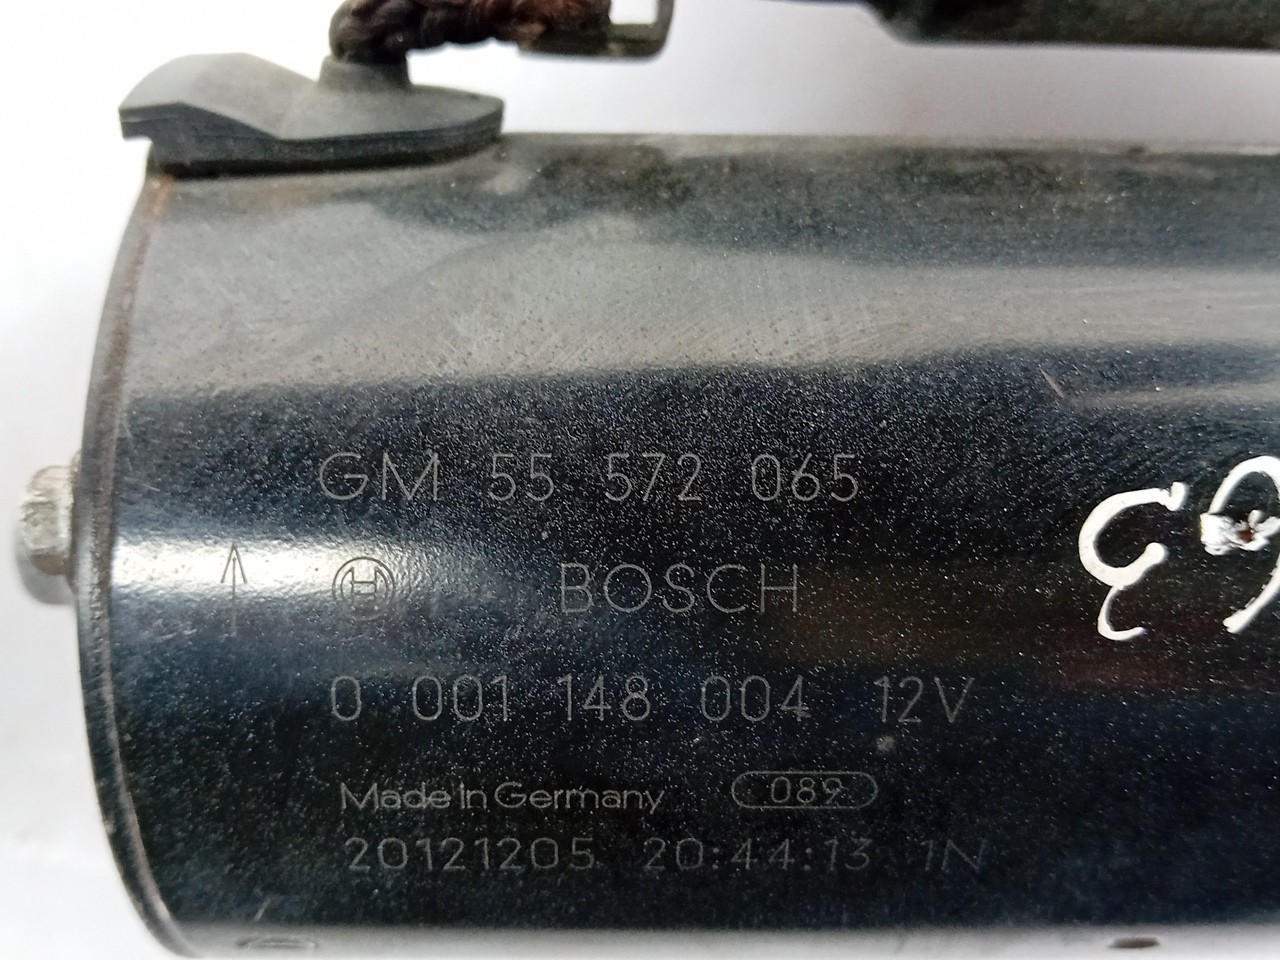 GM 55 572 065
BOSCH
0 001 148 004 12V
Made in Germany 089
20121205 20:44:13 1N